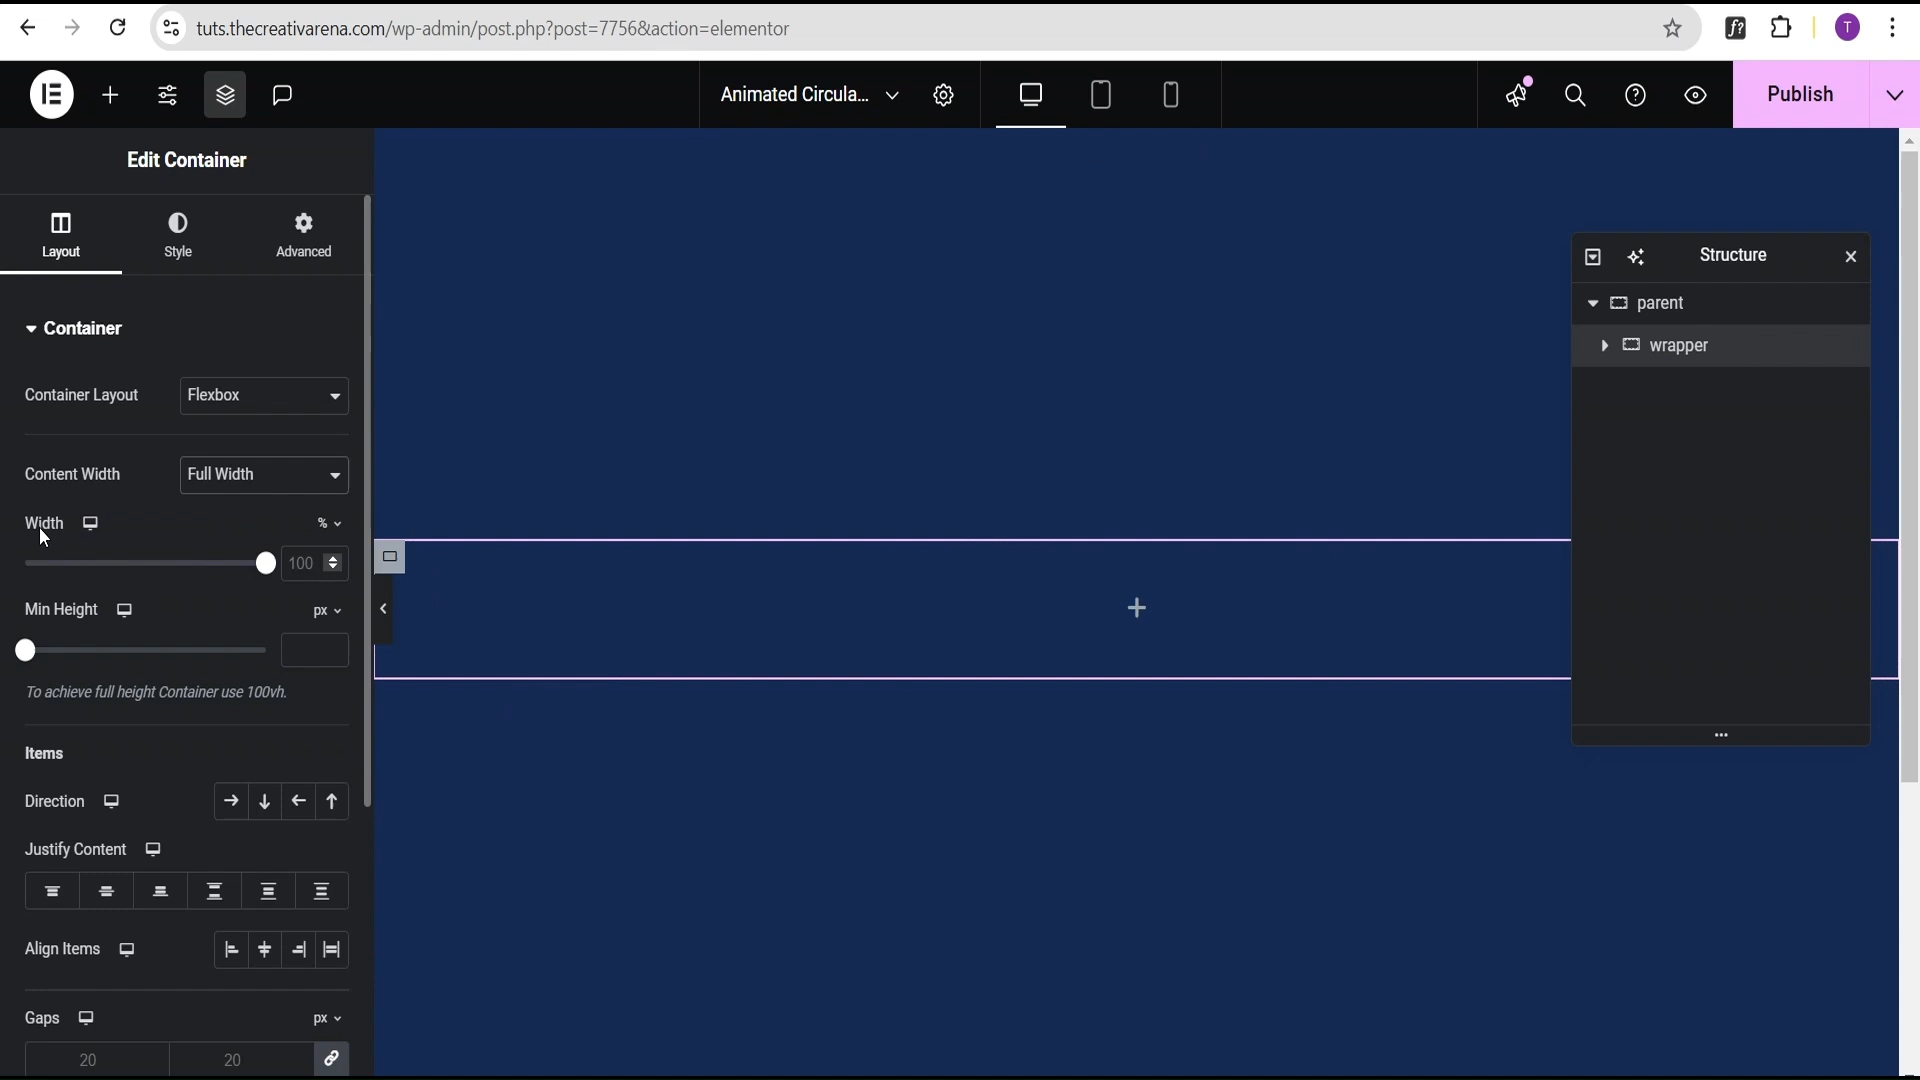 tuts.thecreativarena.com/wp-admin/post.php?post=7756&action=elementor
f?
T
Animated Circula...
Publish
Edit Container
Layout
Style
Advanced
Container
Container Layout
Flexbox
Content Width
Full Width
Width
%
100
Min Height
px
To achieve full height Container use 100vh.
Items
Direction
Justify Content
Align Items
Gaps
px
20
20
Structure
parent
wrapper